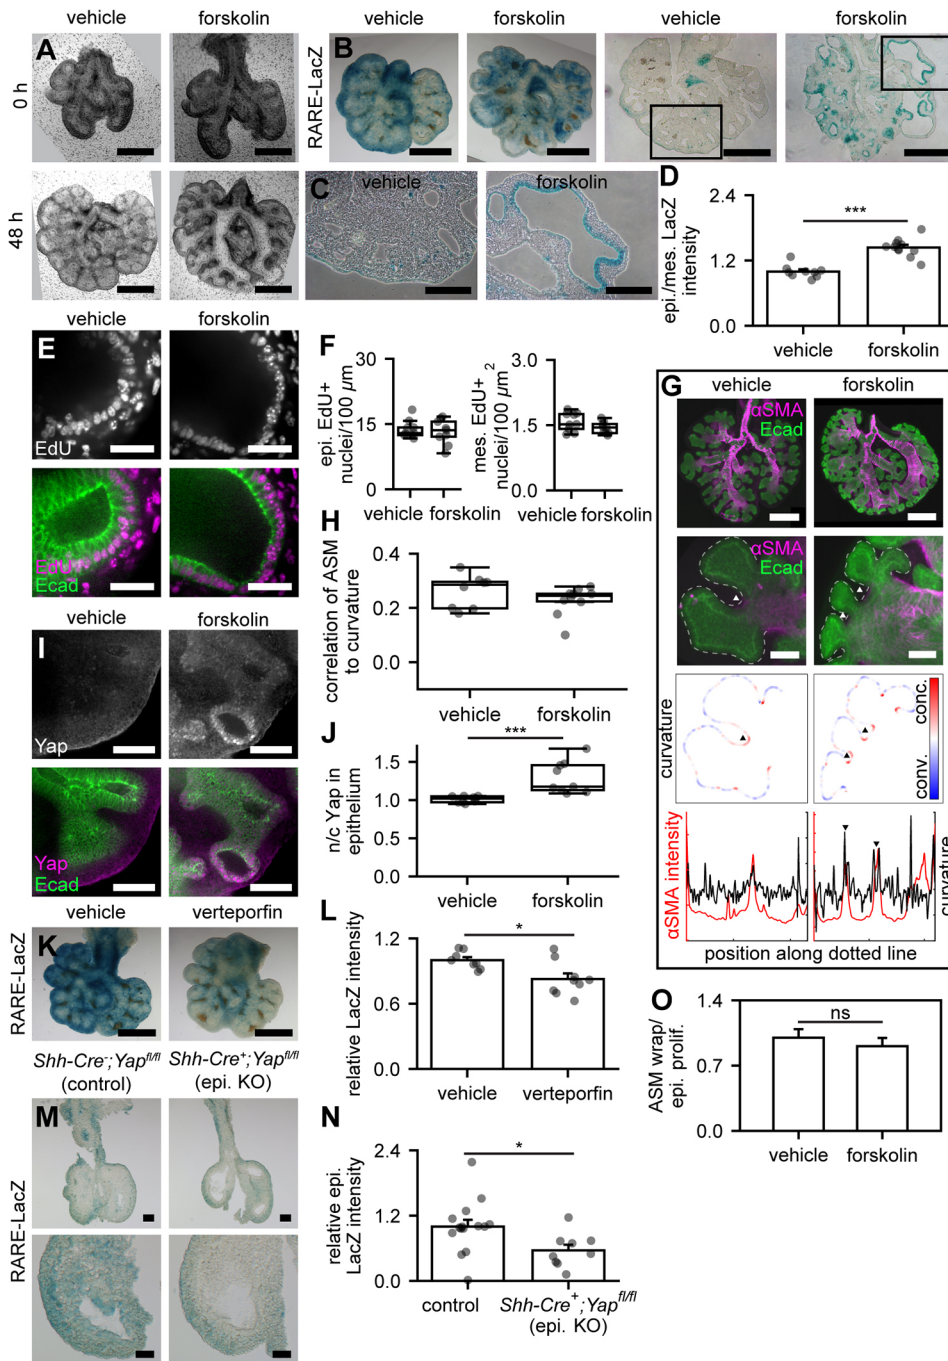 vehicle
forskolin
A
0 h
48 h
vehicle
forskolin
vehicle
forskolin
B
RARE-LacZ
C
vehicle
forskolin
D
epi./mes. LacZ
intensity
2.4
1.2
0.0
***
vehicle
forskolin
vehicle
forskolin
E
EdU
EdU
Ecad
F
epi. EdU+
nuclei/100 µm
30
15
0
vehicle forskolin
mes. EdU+
nuclei/100 µm²
3.0
1.5
0
vehicle forskolin
G
vehicle
forskolin
αSMA
Ecad
αSMA
Ecad
αSMA
Ecad
curvature
conc.
conv.
αSMA intensity
curvature
position along dotted line
H
correlation of ASM
to curvature
0.4
0.2
0.0
vehicle
forskolin
vehicle
forskolin
I
Yap
Yap
Ecad
J
n/c Yap in
epithelium
1.5
1.0
0.5
0.0
***
vehicle
forskolin
vehicle
verteporfin
K
RARE-LacZ
L
relative LacZ intensity
1.2
0.6
0.0
*
vehicle
verteporfin
Shh-Cre⁻;Yapᶠˡ/ᶠˡ
(control)
Shh-Cre⁺;Yapᶠˡ/ᶠˡ
(epi. KO)
M
RARE-LacZ
N
relative epi.
LacZ intensity
2.4
1.2
0.0
*
control
Shh-Cre⁺;Yapᶠˡ/ᶠˡ
(epi. KO)
O
ASM wrap/
epi. prolif.
1.4
0.7
0.0
ns
vehicle
forskolin